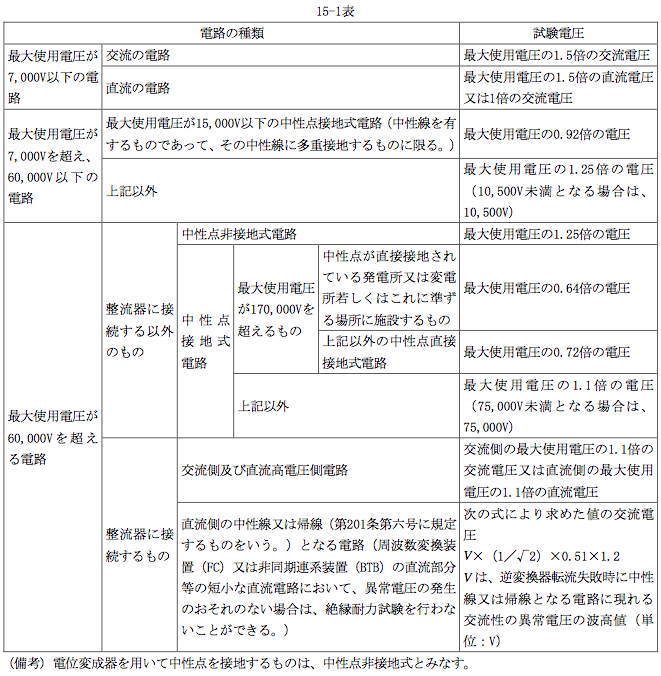 15-1表
電路の種類
試験電圧
最大使用電圧が
7,000V以下の電
路
交流の電路
最大使用電圧の1.5倍の交流電圧
直流の電路
最大使用電圧の1.5倍の直流電圧
又は1倍の交流電圧
最大使用電圧が
7,000Vを超え、
60,000V以下の
電路
最大使用電圧が15,000V以下の中性点接地式電路（中性線を有
するものであって、その中性線に多重接地するものに限る。）
最大使用電圧の0.92倍の電圧
上記以外
最大使用電圧の1.25倍の電圧
（10,500V未満となる場合は、
10,500V）
最大使用電圧が
60,000Vを超え
る電路
整流器に接
続する以外の
もの
中性点非接地式電路
最大使用電圧の1.25倍の電圧
中性点
接地式
電路
最大使用電圧
が170,000Vを
超えるもの
中性点が直接接地され
ている発電所又は変電
所若しくはこれに準ず
る場所に施設するもの
最大使用電圧の0.64倍の電圧
上記以外の中性点直接
接地式電路
最大使用電圧の0.72倍の電圧
上記以外
最大使用電圧の1.1倍の電圧
（75,000V未満となる場合は、
75,000V）
整流器に接
続するもの
交流側及び直流高電圧側電路
交流側の最大使用電圧の1.1倍の
交流電圧又は直流側の最大使用
電圧の1.1倍の直流電圧
直流側の中性線又は帰線（第201条第六号に規定
するものをいう。）となる電路（周波数変換装
置（FC）又は非同期連系装置（BTB）の直流部分
等の短小な直流電路において、異常電圧の発生
のおそれのない場合は、絶縁耐力試験を行わな
いことができる。）
次の式により求めた値の交流電
圧
V×（1／√2）×0.51×1.2
Vは、逆変換器転流失敗時に中性
線又は帰線となる電路に現れる
交流性の異常電圧の波高値（単
位：V）
（備考）電位変成器を用いて中性点を接地するものは、中性点非接地式とみなす。